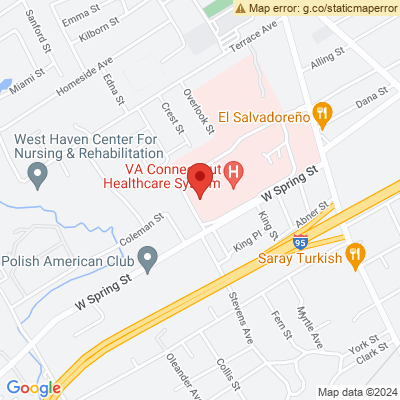 Map error: g.co/staticmaperror
Sanford St
Emma St
Kilborn St
Terrace Ave
Homeside Ave
Alling St
Miami St
Edna St
Crest St
Overlook St
Dana St
El Salvadoreño
West Haven Center For
Nursing & Rehabilitation
VA Connecticut
Healthcare System
H
W Spring St
Coleman St
King St
Abner St
King Pl
95
Polish American Club
Saray Turkish
W Spring St
Stevens Ave
Fern St
Myrtle Ave
York St
Clark St
Oleander Ave
Collis St
Google
Map data ©2024